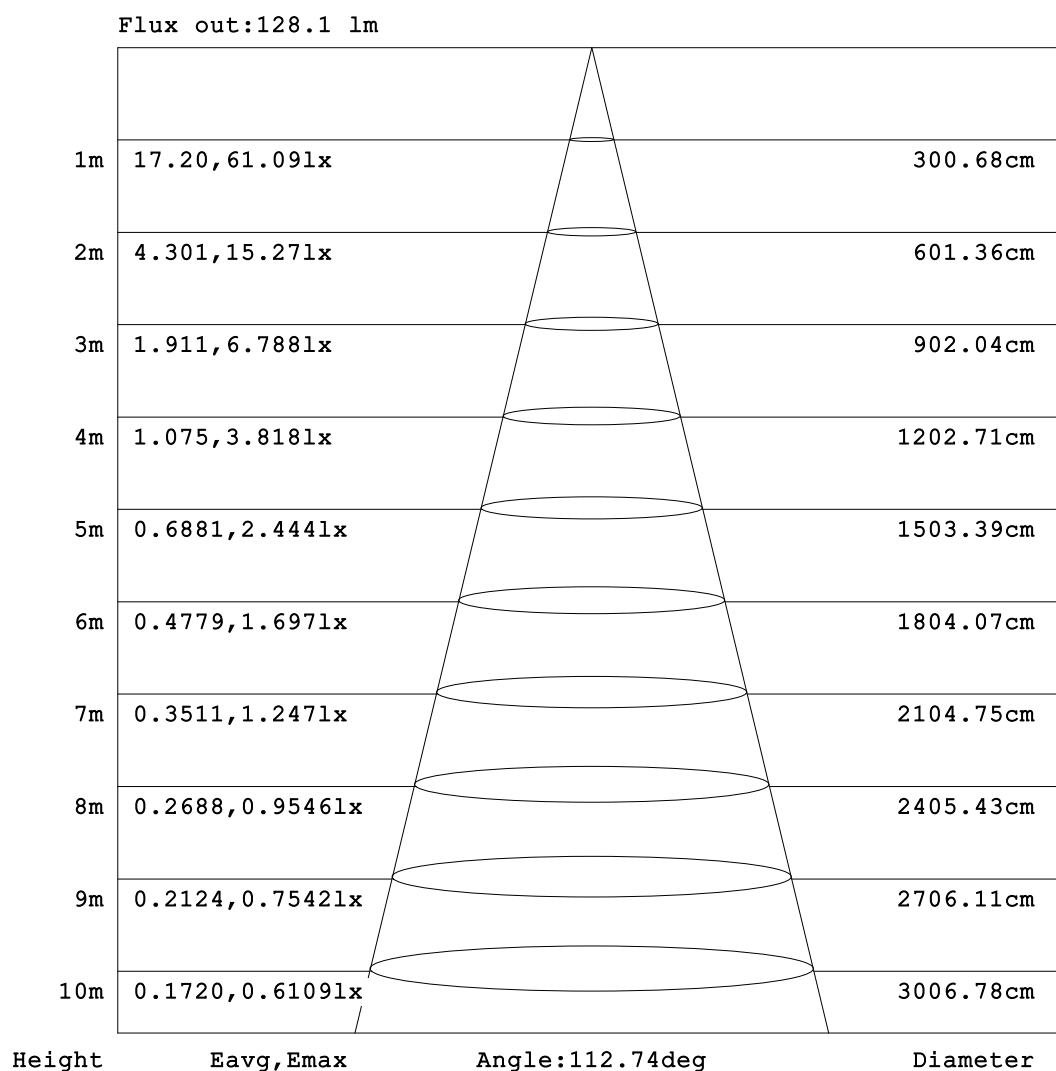 Flux out:128.1 lm
1m 17.20,61.09lx 300.68cm
2m 4.301,15.27lx 601.36cm
3m 1.911,6.788lx 902.04cm
4m 1.075,3.818lx 1202.71cm
5m 0.6881,2.444lx 1503.39cm
6m 0.4779,1.697lx 1804.07cm
7m 0.3511,1.247lx 2104.75cm
8m 0.2688,0.9546lx 2405.43cm
9m 0.2124,0.7542lx 2706.11cm
10m 0.1720,0.6109lx 3006.78cm
Height Eavg,Emax Angle:112.74deg Diameter